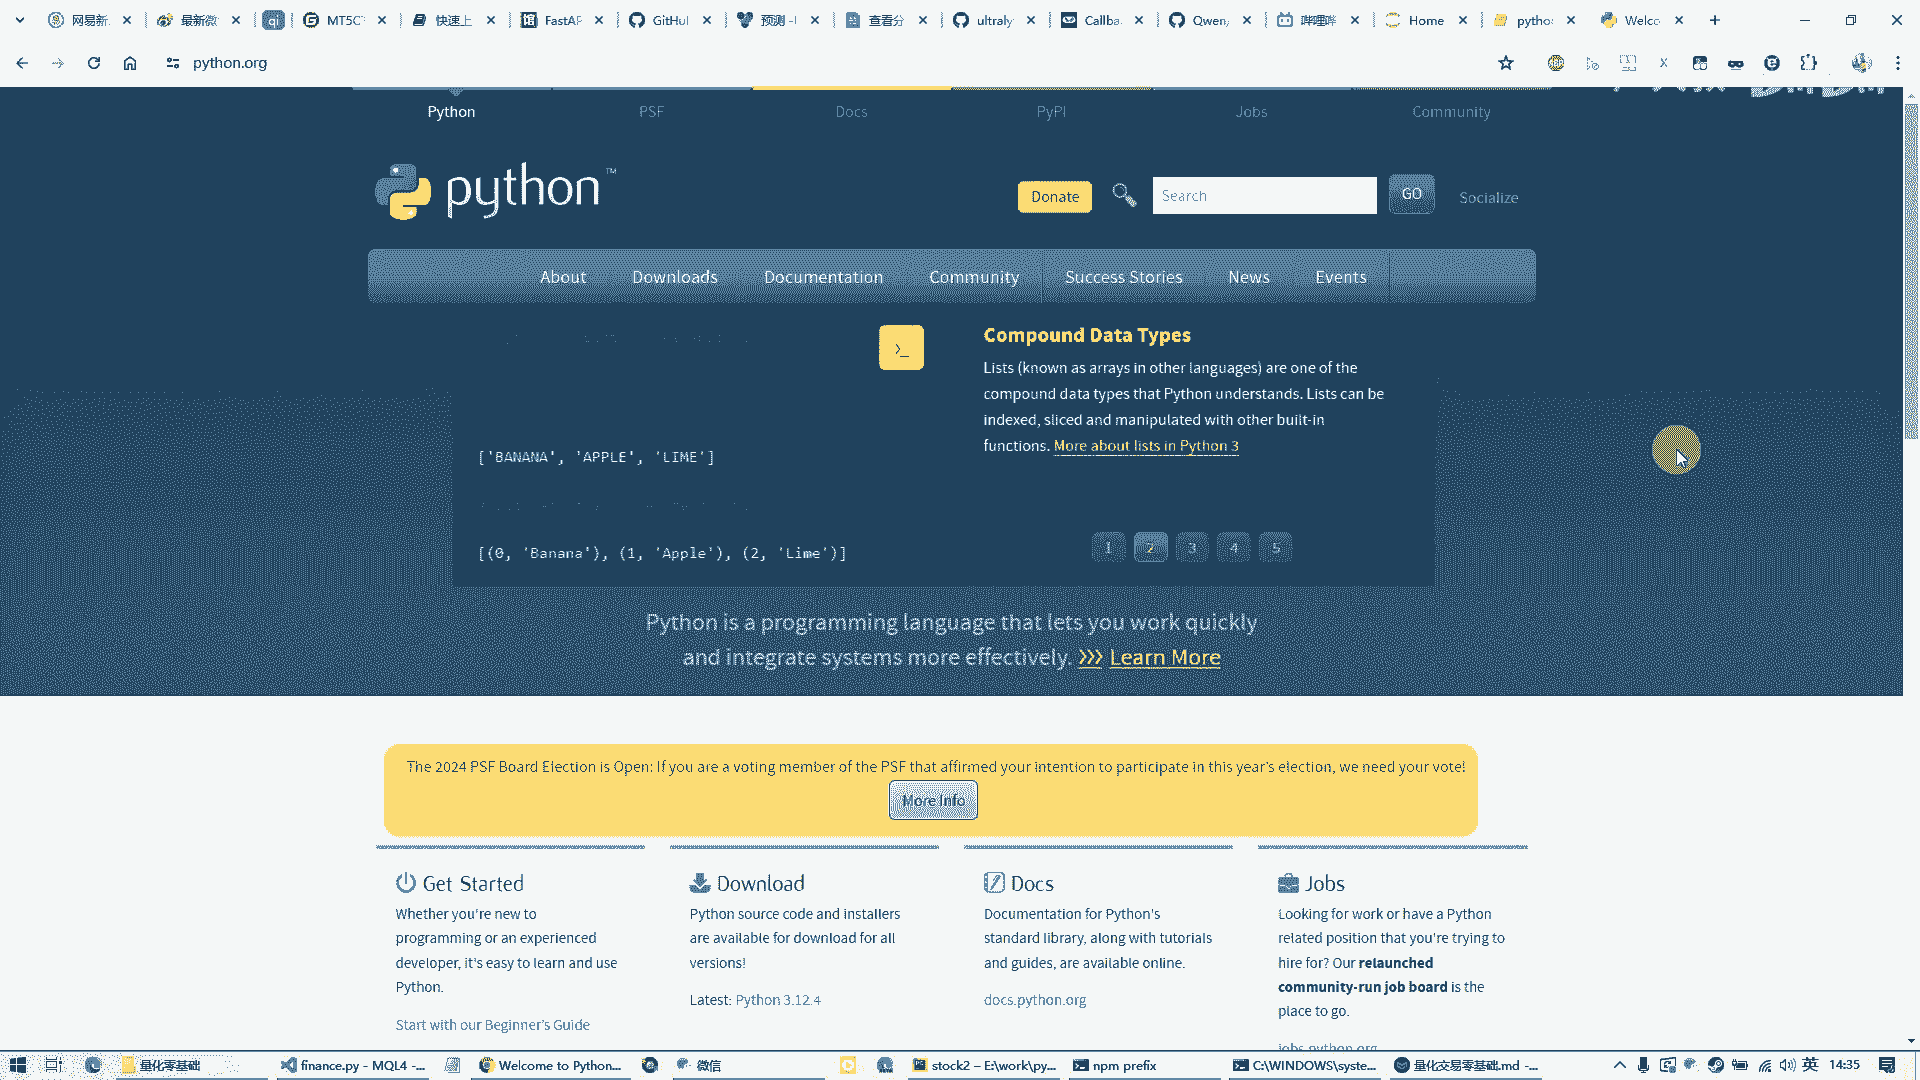 网易新
最新微
qi
MT5C
快速上
FastAP
GitHul
预测 -
查看分
ultraly
Callba
Qwen
哔哩哔
Home
pytho
Welco
python.org
Python
PSF
Docs
PyPI
Jobs
Community
python™
Donate
Search
GO
Socialize
About
Downloads
Documentation
Community
Success Stories
News
Events
>_
Compound Data Types
Lists (known as arrays in other languages) are one of the
compound data types that Python understands. Lists can be
indexed, sliced and manipulated with other built-in
functions. More about lists in Python 3
['BANANA', 'APPLE', 'LIME']
[(0, 'Banana'), (1, 'Apple'), (2, 'Lime')]
1 2 3 4 5
Python is a programming language that lets you work quickly
and integrate systems more effectively. >>> Learn More
The 2024 PSF Board Election is Open: If you are a voting member of the PSF that affirmed your intention to participate in this year's election, we need your vote!
More Info
Get Started
Whether you're new to
programming or an experienced
developer, it's easy to learn and use
Python.
Start with our Beginner's Guide
Download
Python source code and installers
are available for download for all
versions!
Latest: Python 3.12.4
Docs
Documentation for Python's
standard library, along with tutorials
and guides, are available online.
docs.python.org
Jobs
Looking for work or have a Python
related position that you're trying to
hire for? Our relaunched
community-run job board is the
place to go.
jobs.python.org
量化零基础
finance.py - MQL4 -...
Welcome to Python...
微信
stock2 – E:\work\py...
npm prefix
C:\WINDOWS\syste...
量化交易零基础.md -...
英
14:35